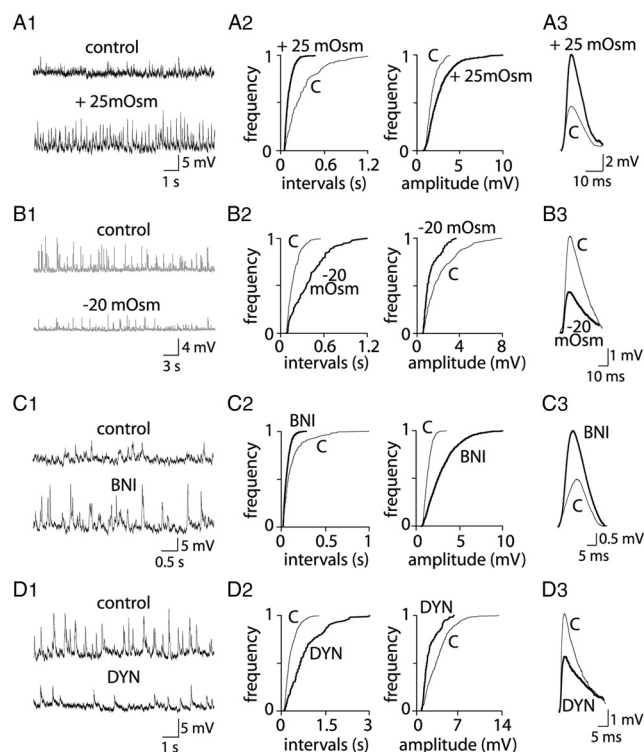 A1 A2 A3
control
+ 25mOsm
5 mV
1 s
frequency
1
0
+ 25 mOsm
C
0 0.6 1.2
intervals (s)
frequency
1
0
C
+ 25mOsm
0 5 10
amplitude (mV)
+ 25 mOsm
C
2 mV
10 ms
B1 B2 B3
control
-20 mOsm
4 mV
3 s
frequency
1
0
C
-20
mOsm
0 0.6 1.2
intervals (s)
frequency
1
0
-20 mOsm
C
0 4 8
amplitude (mV)
C
-20
mOsm
1 mV
10 ms
C1 C2 C3
control
BNI
5 mV
0.5 s
frequency
1
0
BNI
C
0 0.5 1
intervals (s)
frequency
1
0
C
BNI
0 5 10
amplitude (mV)
BNI
C
0.5 mV
5 ms
D1 D2 D3
control
DYN
5 mV
1 s
frequency
1
0
C
DYN
0 1.5 3
intervals (s)
frequency
1
0
DYN
C
0 7 14
amplitude (mV)
C
DYN
1 mV
5 ms